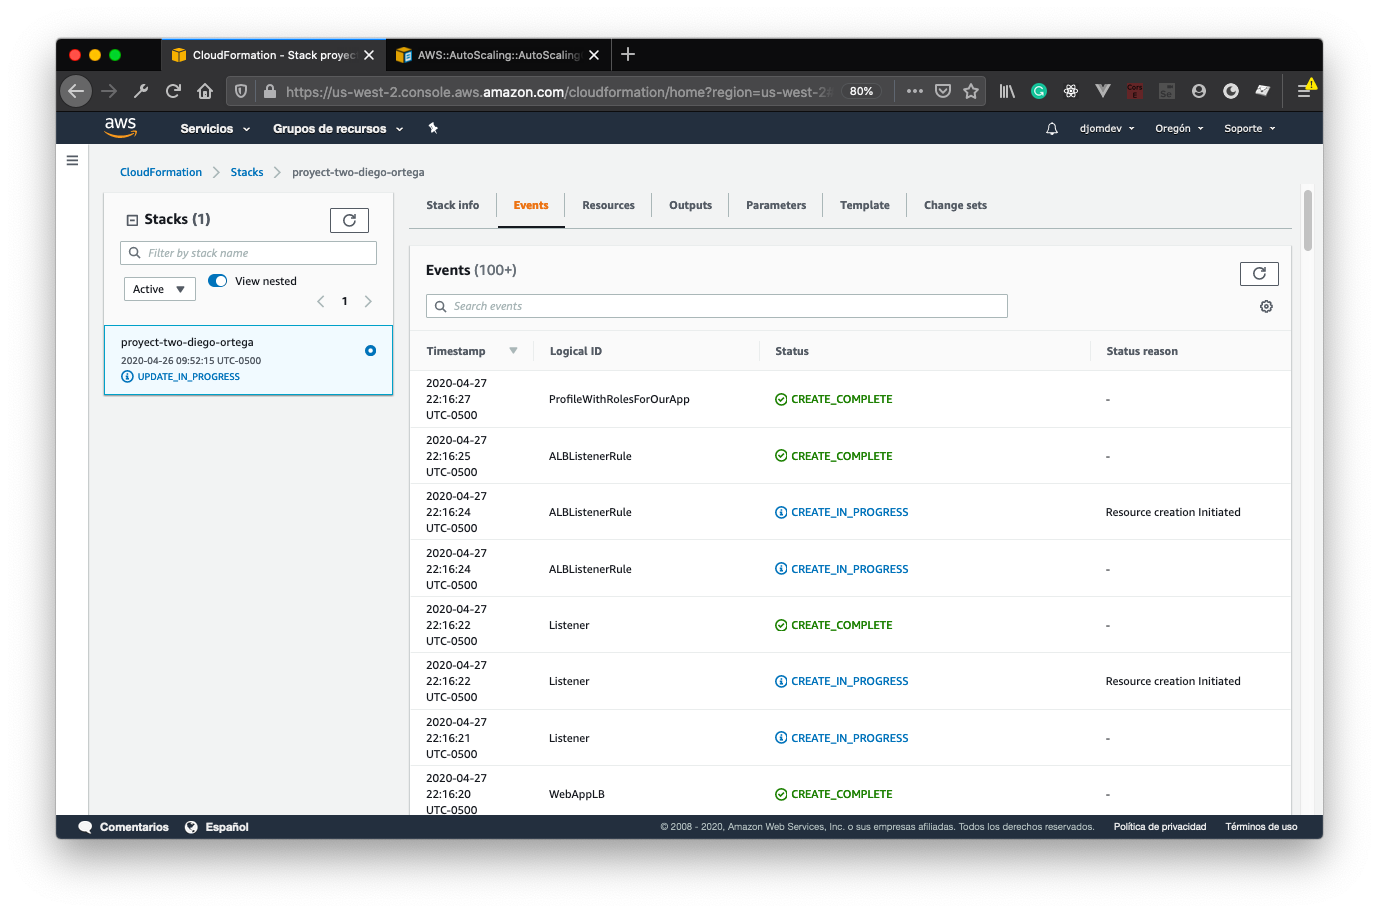 CloudFormation - Stack proyec
AWS::AutoScaling::AutoScaling
https://us-west-2.console.aws.amazon.com/cloudformation/home?region=us-west-2#
80%
aws
Servicios
Grupos de recursos
djomdev
Oregón
Soporte
CloudFormation
Stacks
proyect-two-diego-ortega
Stacks (1)
Filter by stack name
Active
View nested
1
proyect-two-diego-ortega
2020-04-26 09:52:15 UTC-0500
UPDATE_IN_PROGRESS
Stack info
Events
Resources
Outputs
Parameters
Template
Change sets
Events (100+)
Search events
Timestamp
Logical ID
Status
Status reason
2020-04-27
22:16:27
UTC-0500
ProfileWithRolesForOurApp
CREATE_COMPLETE
-
2020-04-27
22:16:25
UTC-0500
ALBListenerRule
CREATE_COMPLETE
-
2020-04-27
22:16:24
UTC-0500
ALBListenerRule
CREATE_IN_PROGRESS
Resource creation Initiated
2020-04-27
22:16:24
UTC-0500
ALBListenerRule
CREATE_IN_PROGRESS
-
2020-04-27
22:16:22
UTC-0500
Listener
CREATE_COMPLETE
-
2020-04-27
22:16:22
UTC-0500
Listener
CREATE_IN_PROGRESS
Resource creation Initiated
2020-04-27
22:16:21
UTC-0500
Listener
CREATE_IN_PROGRESS
-
2020-04-27
22:16:20
UTC-0500
WebAppLB
CREATE_COMPLETE
-
Comentarios
Español
© 2008 - 2020, Amazon Web Services, Inc. o sus empresas afiliadas. Todos los derechos reservados.
Política de privacidad
Términos de uso